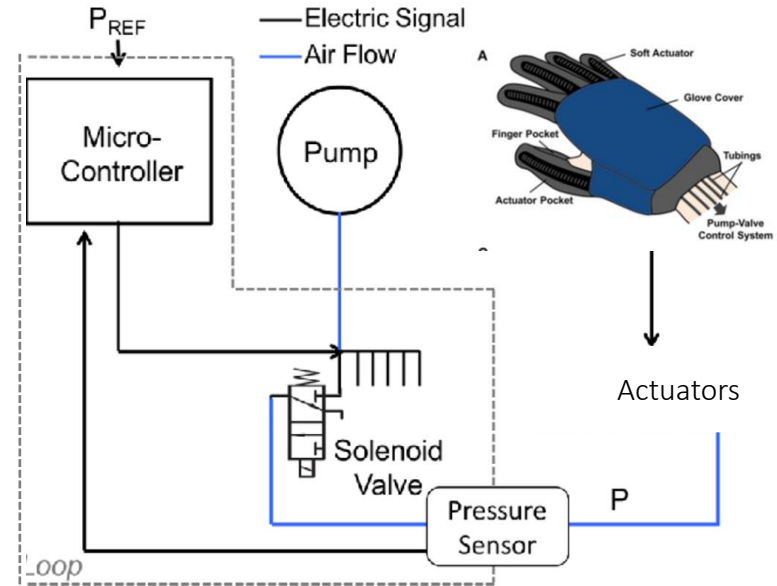 P REF
Electric Signal
Air Flow
Micro-
Controller
Pump
A
Soft Actuator
Glove Cover
Finger Pocket
Tubings
Actuator Pocket
Pump-Valve
Control System
Actuators
Solenoid
Valve
Pressure
Sensor
P
Loop